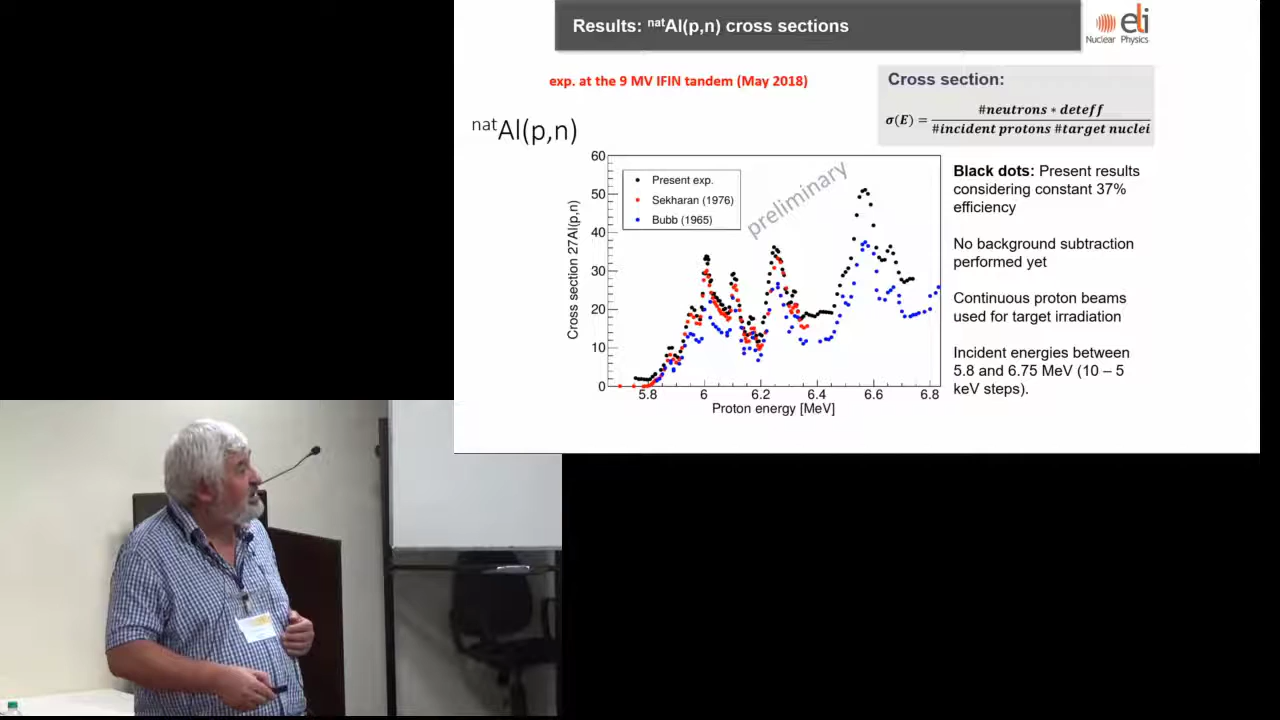 Results: natAl(p,n) cross sections
eli
Nuclear Physics
exp. at the 9 MV IFIN tandem (May 2018)
Cross section:
σ(E) = #neutrons ∗ deteff
#incident protons #target nuclei
natAl(p,n)
Cross section 27Al(p,n)
60
50
40
30
20
10
0
Present exp.
Sekharan (1976)
Bubb (1965)
preliminary
5.8 6 6.2 6.4 6.6 6.8
Proton energy [MeV]
Black dots: Present results
considering constant 37%
efficiency
No background subtraction
performed yet
Continuous proton beams
used for target irradiation
Incident energies between
5.8 and 6.75 MeV (10 – 5
keV steps).